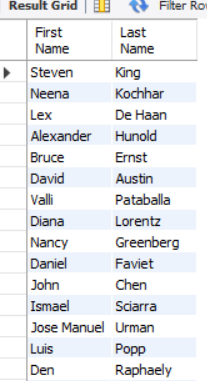 Result Grid Filter Ro
First Last
Name Name
Steven King
Neena Kochhar
Lex De Haan
Alexander Hunold
Bruce Ernst
David Austin
Valli Pataballa
Diana Lorentz
Nancy Greenberg
Daniel Faviet
John Chen
Ismael Sciarra
Jose Manuel Urman
Luis Popp
Den Raphaely